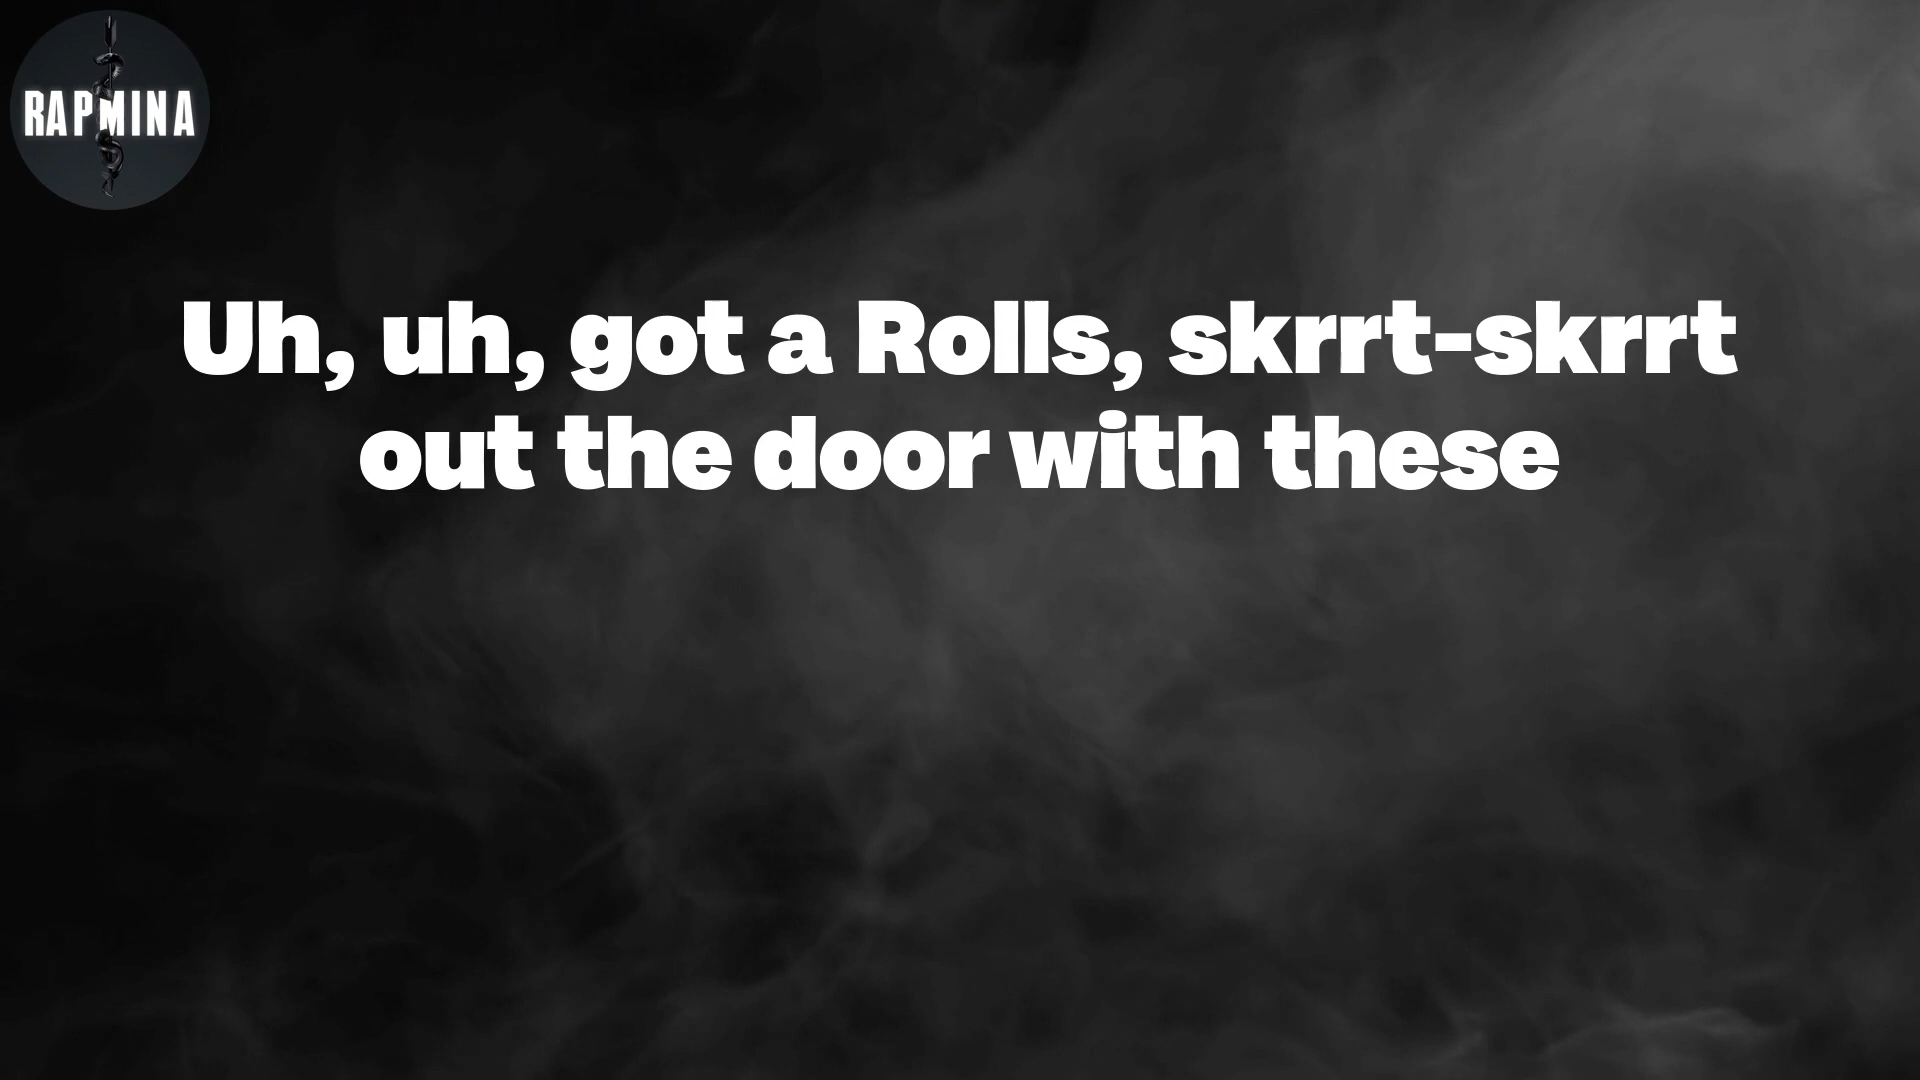 RAPMINA
Uh, uh, got a Rolls, skrrt-skrrt
out the door with these